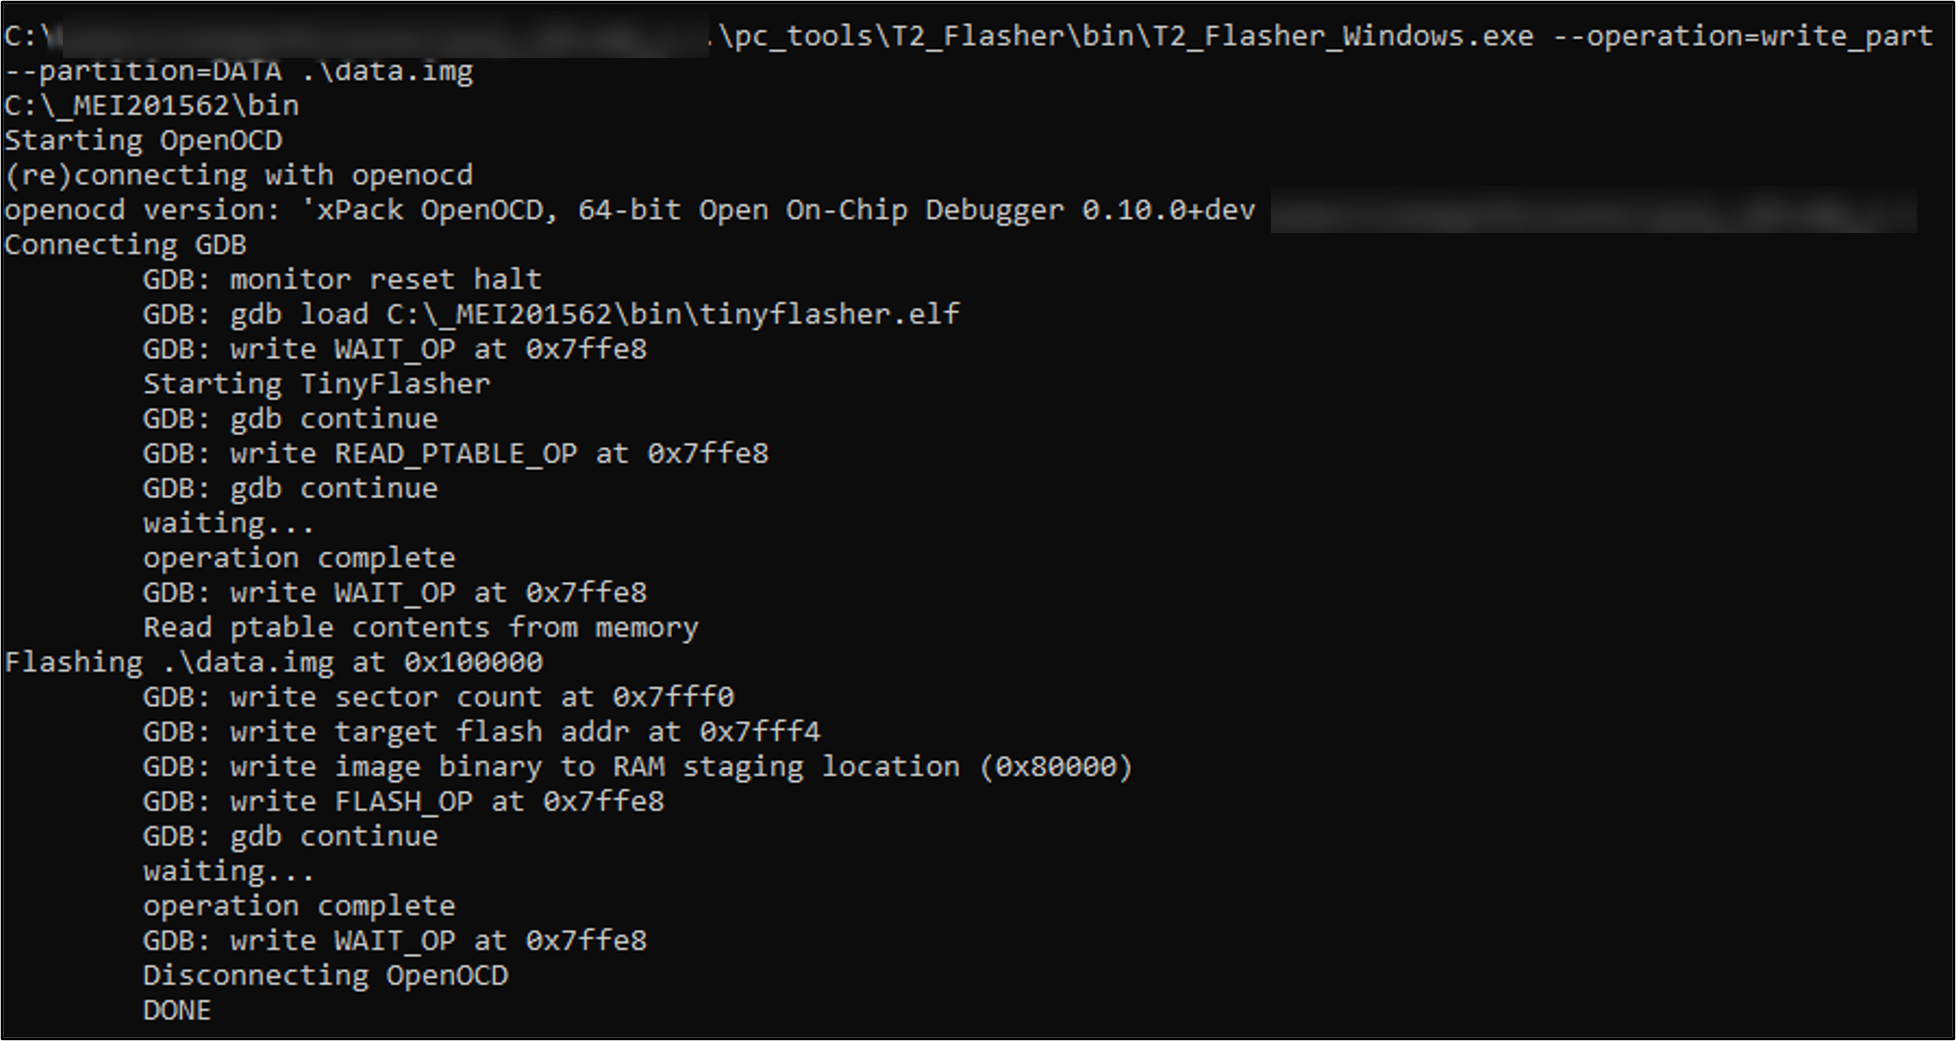 C:\ .\pc_tools\T2_Flasher\bin\T2_Flasher_Windows.exe --operation=write_part
--partition=DATA .\data.img
C:\_MEI201562\bin
Starting OpenOCD
(re)connecting with openocd
openocd version: 'xPack OpenOCD, 64-bit Open On-Chip Debugger 0.10.0+dev
Connecting GDB
GDB: monitor reset halt
GDB: gdb load C:\_MEI201562\bin\tinyflasher.elf
GDB: write WAIT_OP at 0x7ffe8
Starting TinyFlasher
GDB: gdb continue
GDB: write READ_PTABLE_OP at 0x7ffe8
GDB: gdb continue
waiting...
operation complete
GDB: write WAIT_OP at 0x7ffe8
Read ptable contents from memory
Flashing .\data.img at 0x100000
GDB: write sector count at 0x7fff0
GDB: write target flash addr at 0x7fff4
GDB: write image binary to RAM staging location (0x80000)
GDB: write FLASH_OP at 0x7ffe8
GDB: gdb continue
waiting...
operation complete
GDB: write WAIT_OP at 0x7ffe8
Disconnecting OpenOCD
DONE